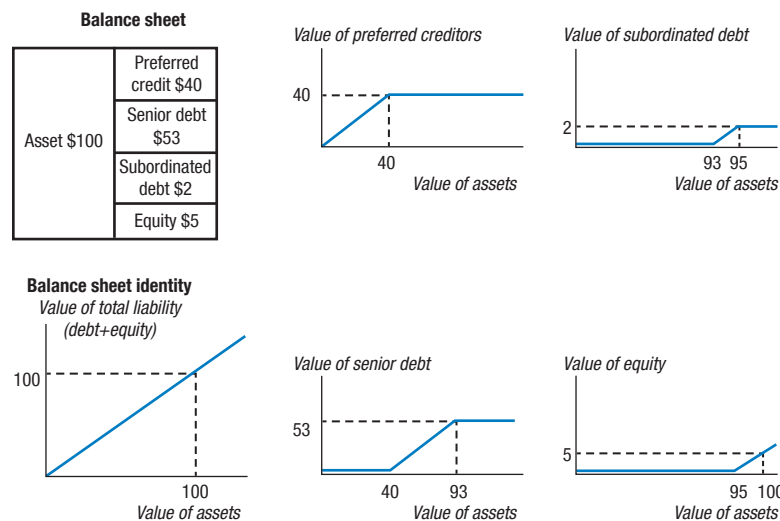 Balance sheet
Asset $100
Preferred
credit $40
Senior debt
$53
Subordinated
debt $2
Equity $5
Value of preferred creditors
40
40
Value of assets
Value of subordinated debt
2
93 95
Value of assets
Balance sheet identity
Value of total liability
(debt+equity)
100
100
Value of assets
Value of senior debt
53
40 93
Value of assets
Value of equity
5
95 100
Value of assets